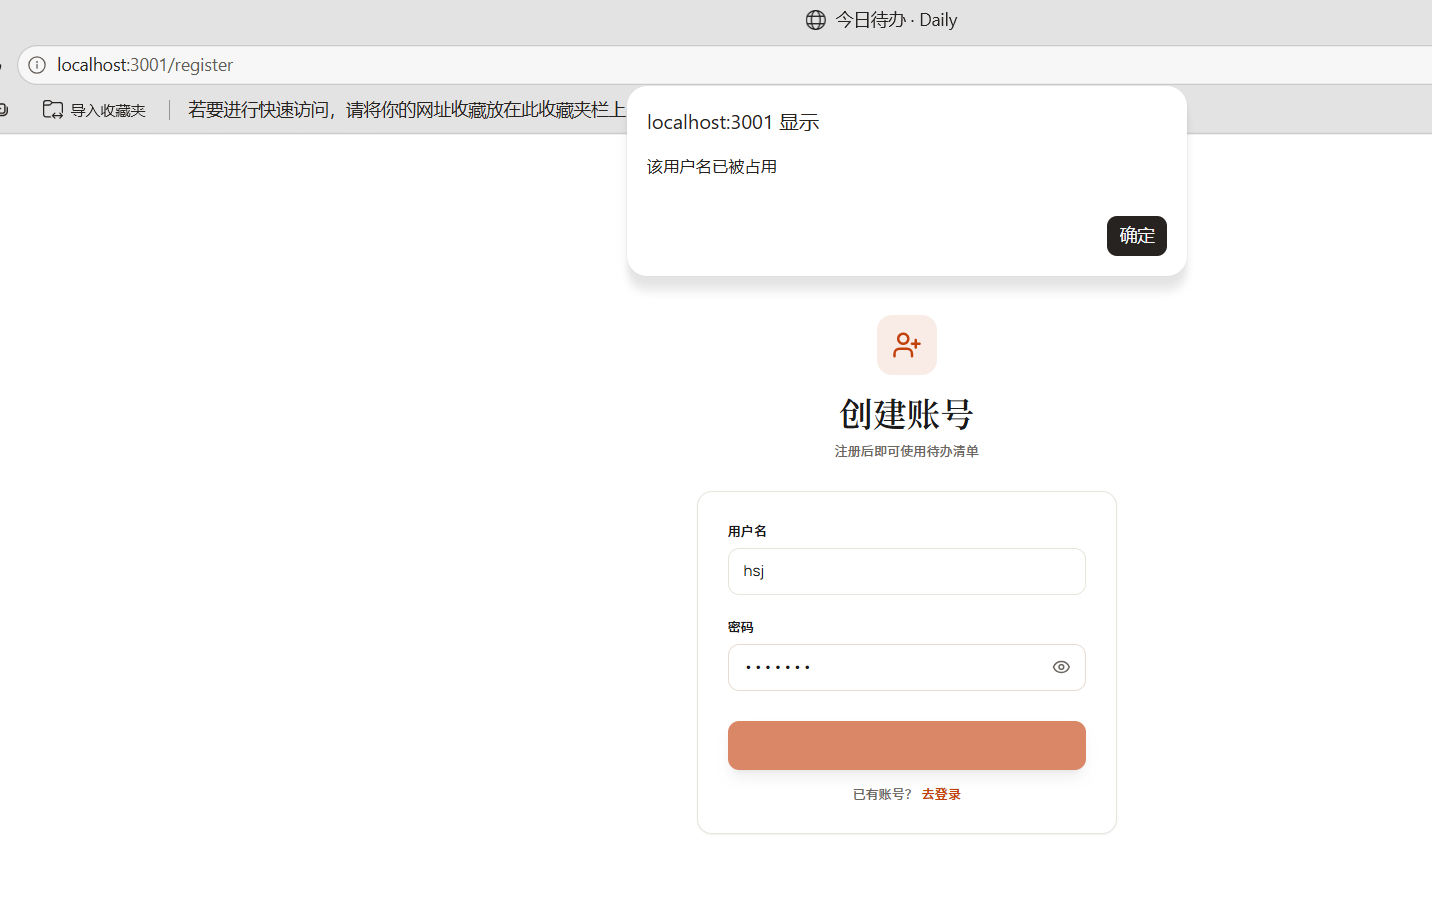 今日待办 · Daily
localhost:3001/register
导入收藏夹
若要进行快速访问，请将你的网址收藏放在此收藏夹栏上
localhost:3001 显示
该用户名已被占用
确定
创建账号
注册后即可使用待办清单
用户名
hsj
密码
•••••••
已有账号？ 去登录